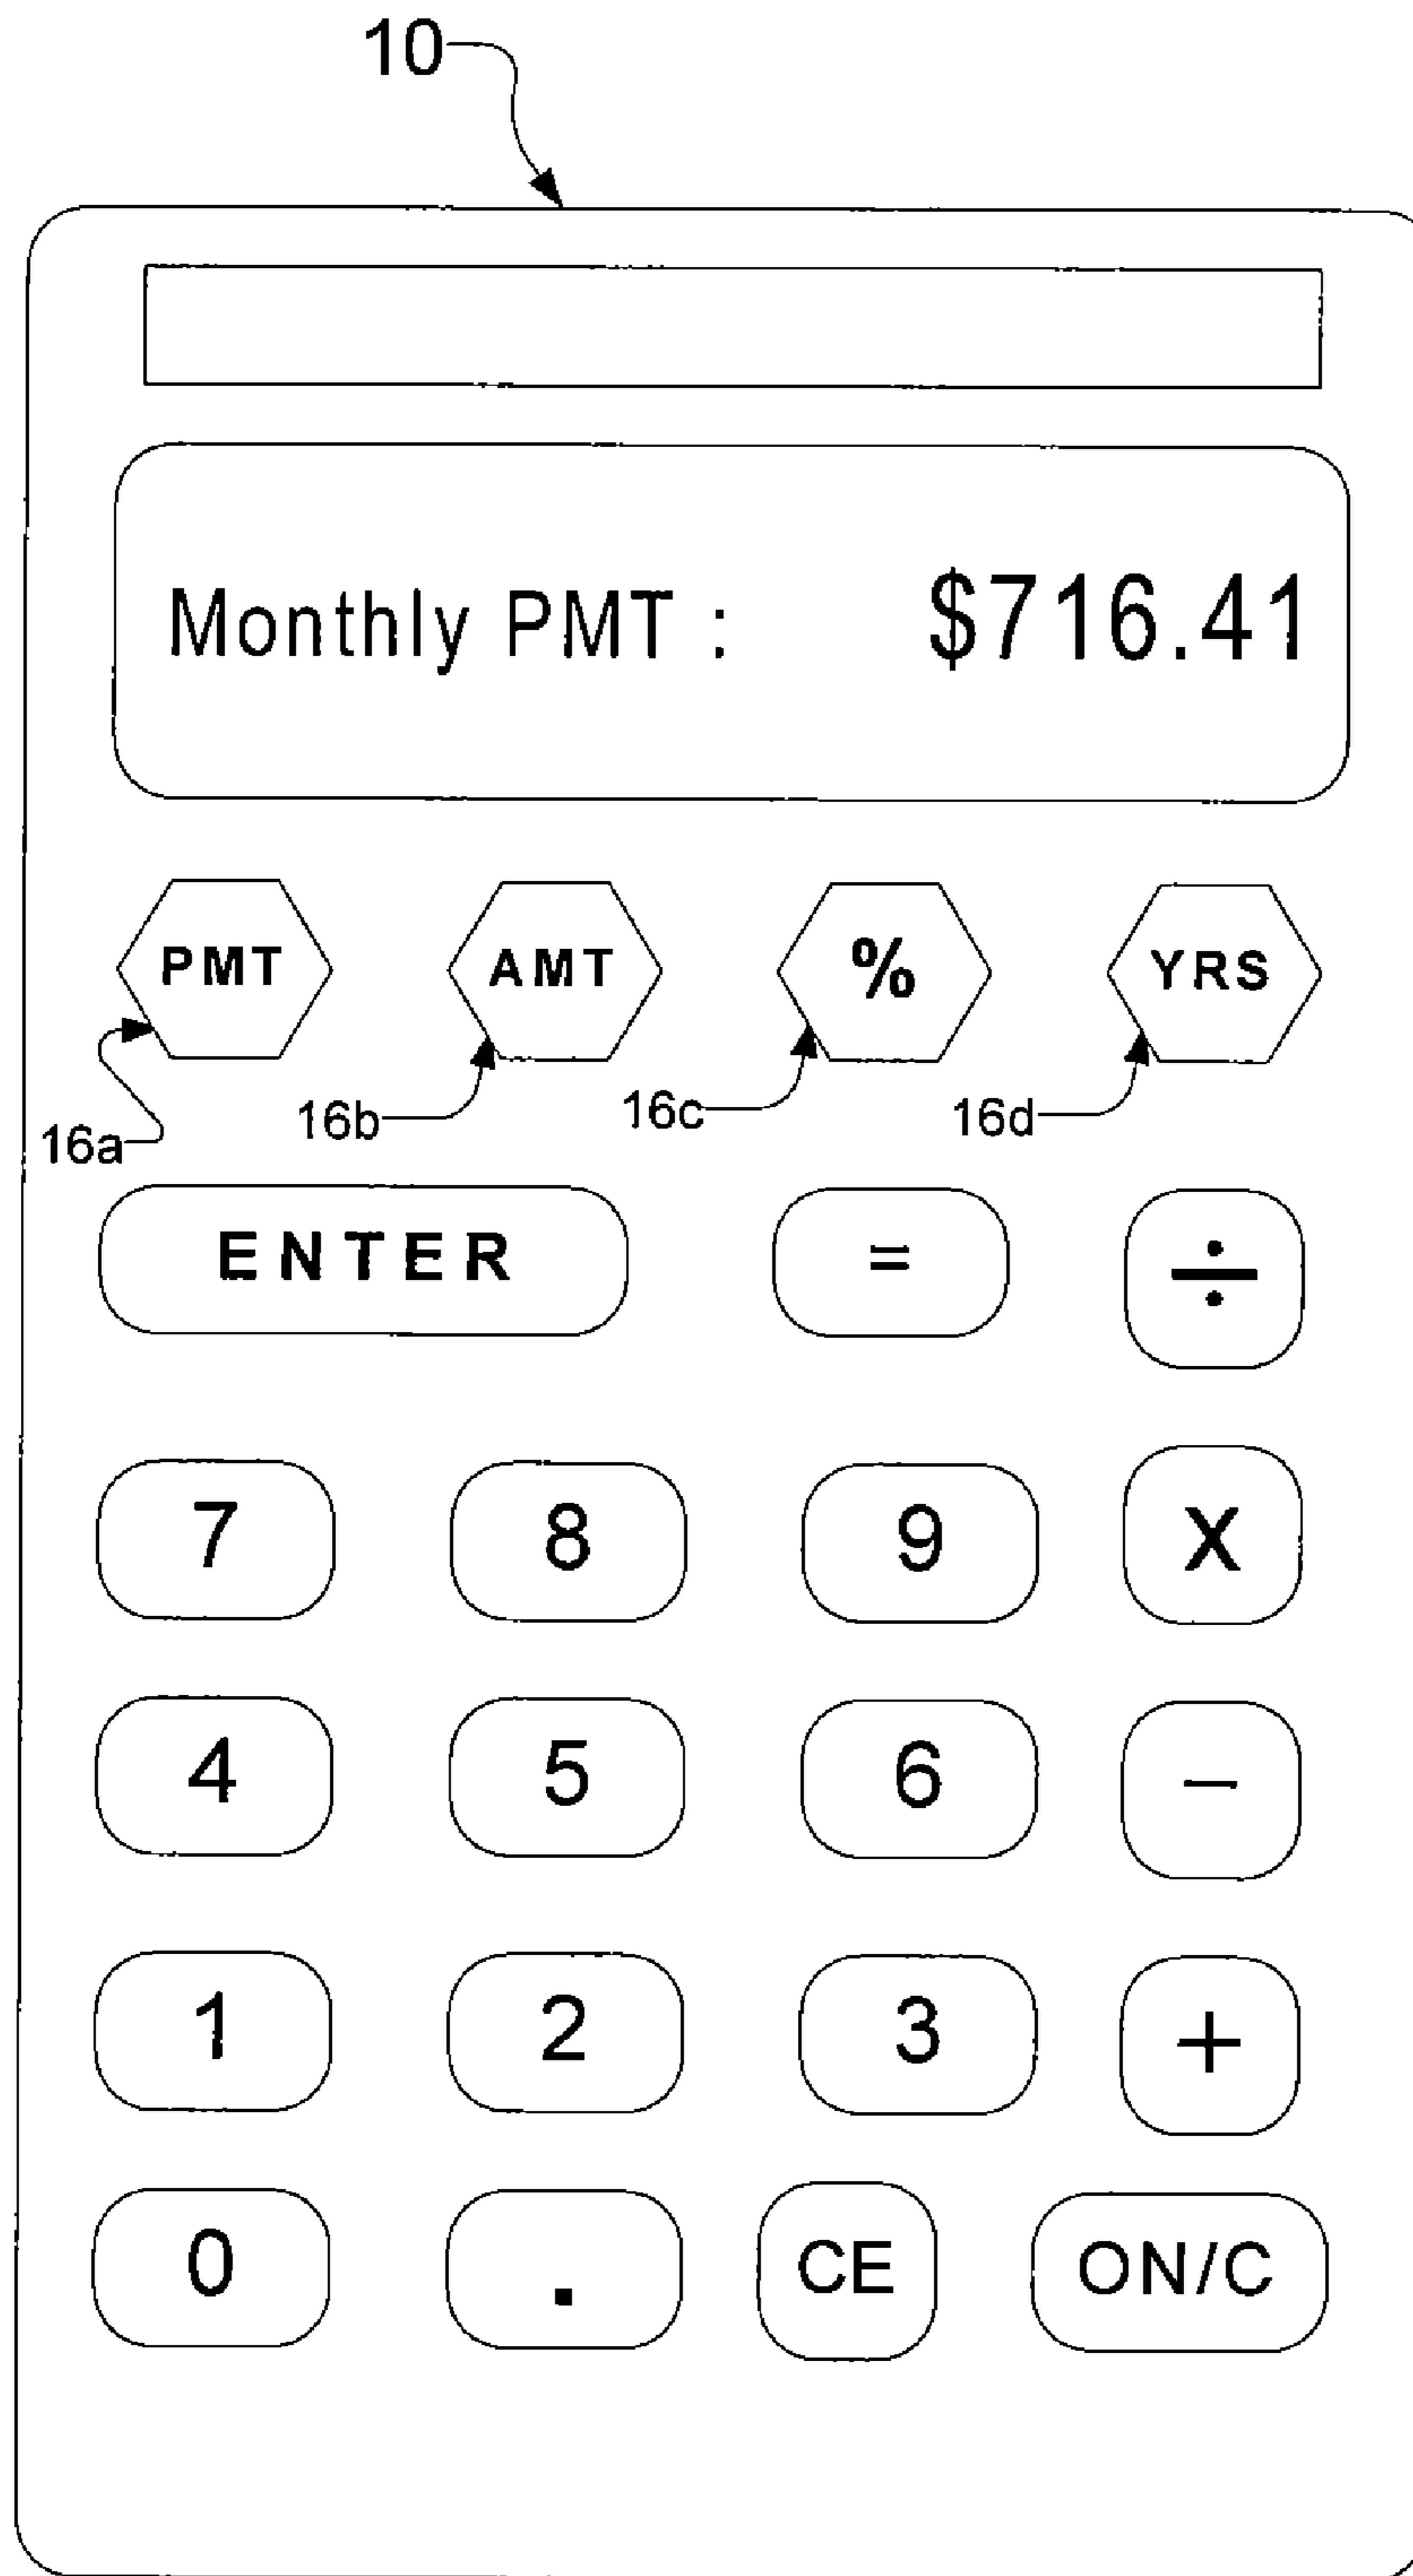 10
Monthly PMT : $716.41
PMT AMT % YRS
16a 16b 16c 16d
ENTER = ÷
7 8 9 X
4 5 6 −
1 2 3 +
0 . CE ON/C